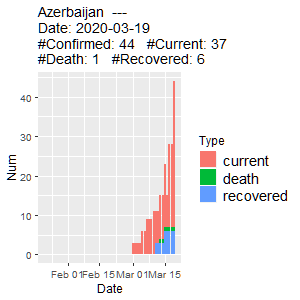 Azerbaijan  ---
Date: 2020-03-19
#Confirmed: 44   #Current: 37
#Death: 1   #Recovered: 6
40
30
20
10
0
Num
Feb 01 Feb 15 Mar 01 Mar 15
Date
Type
current
death
recovered